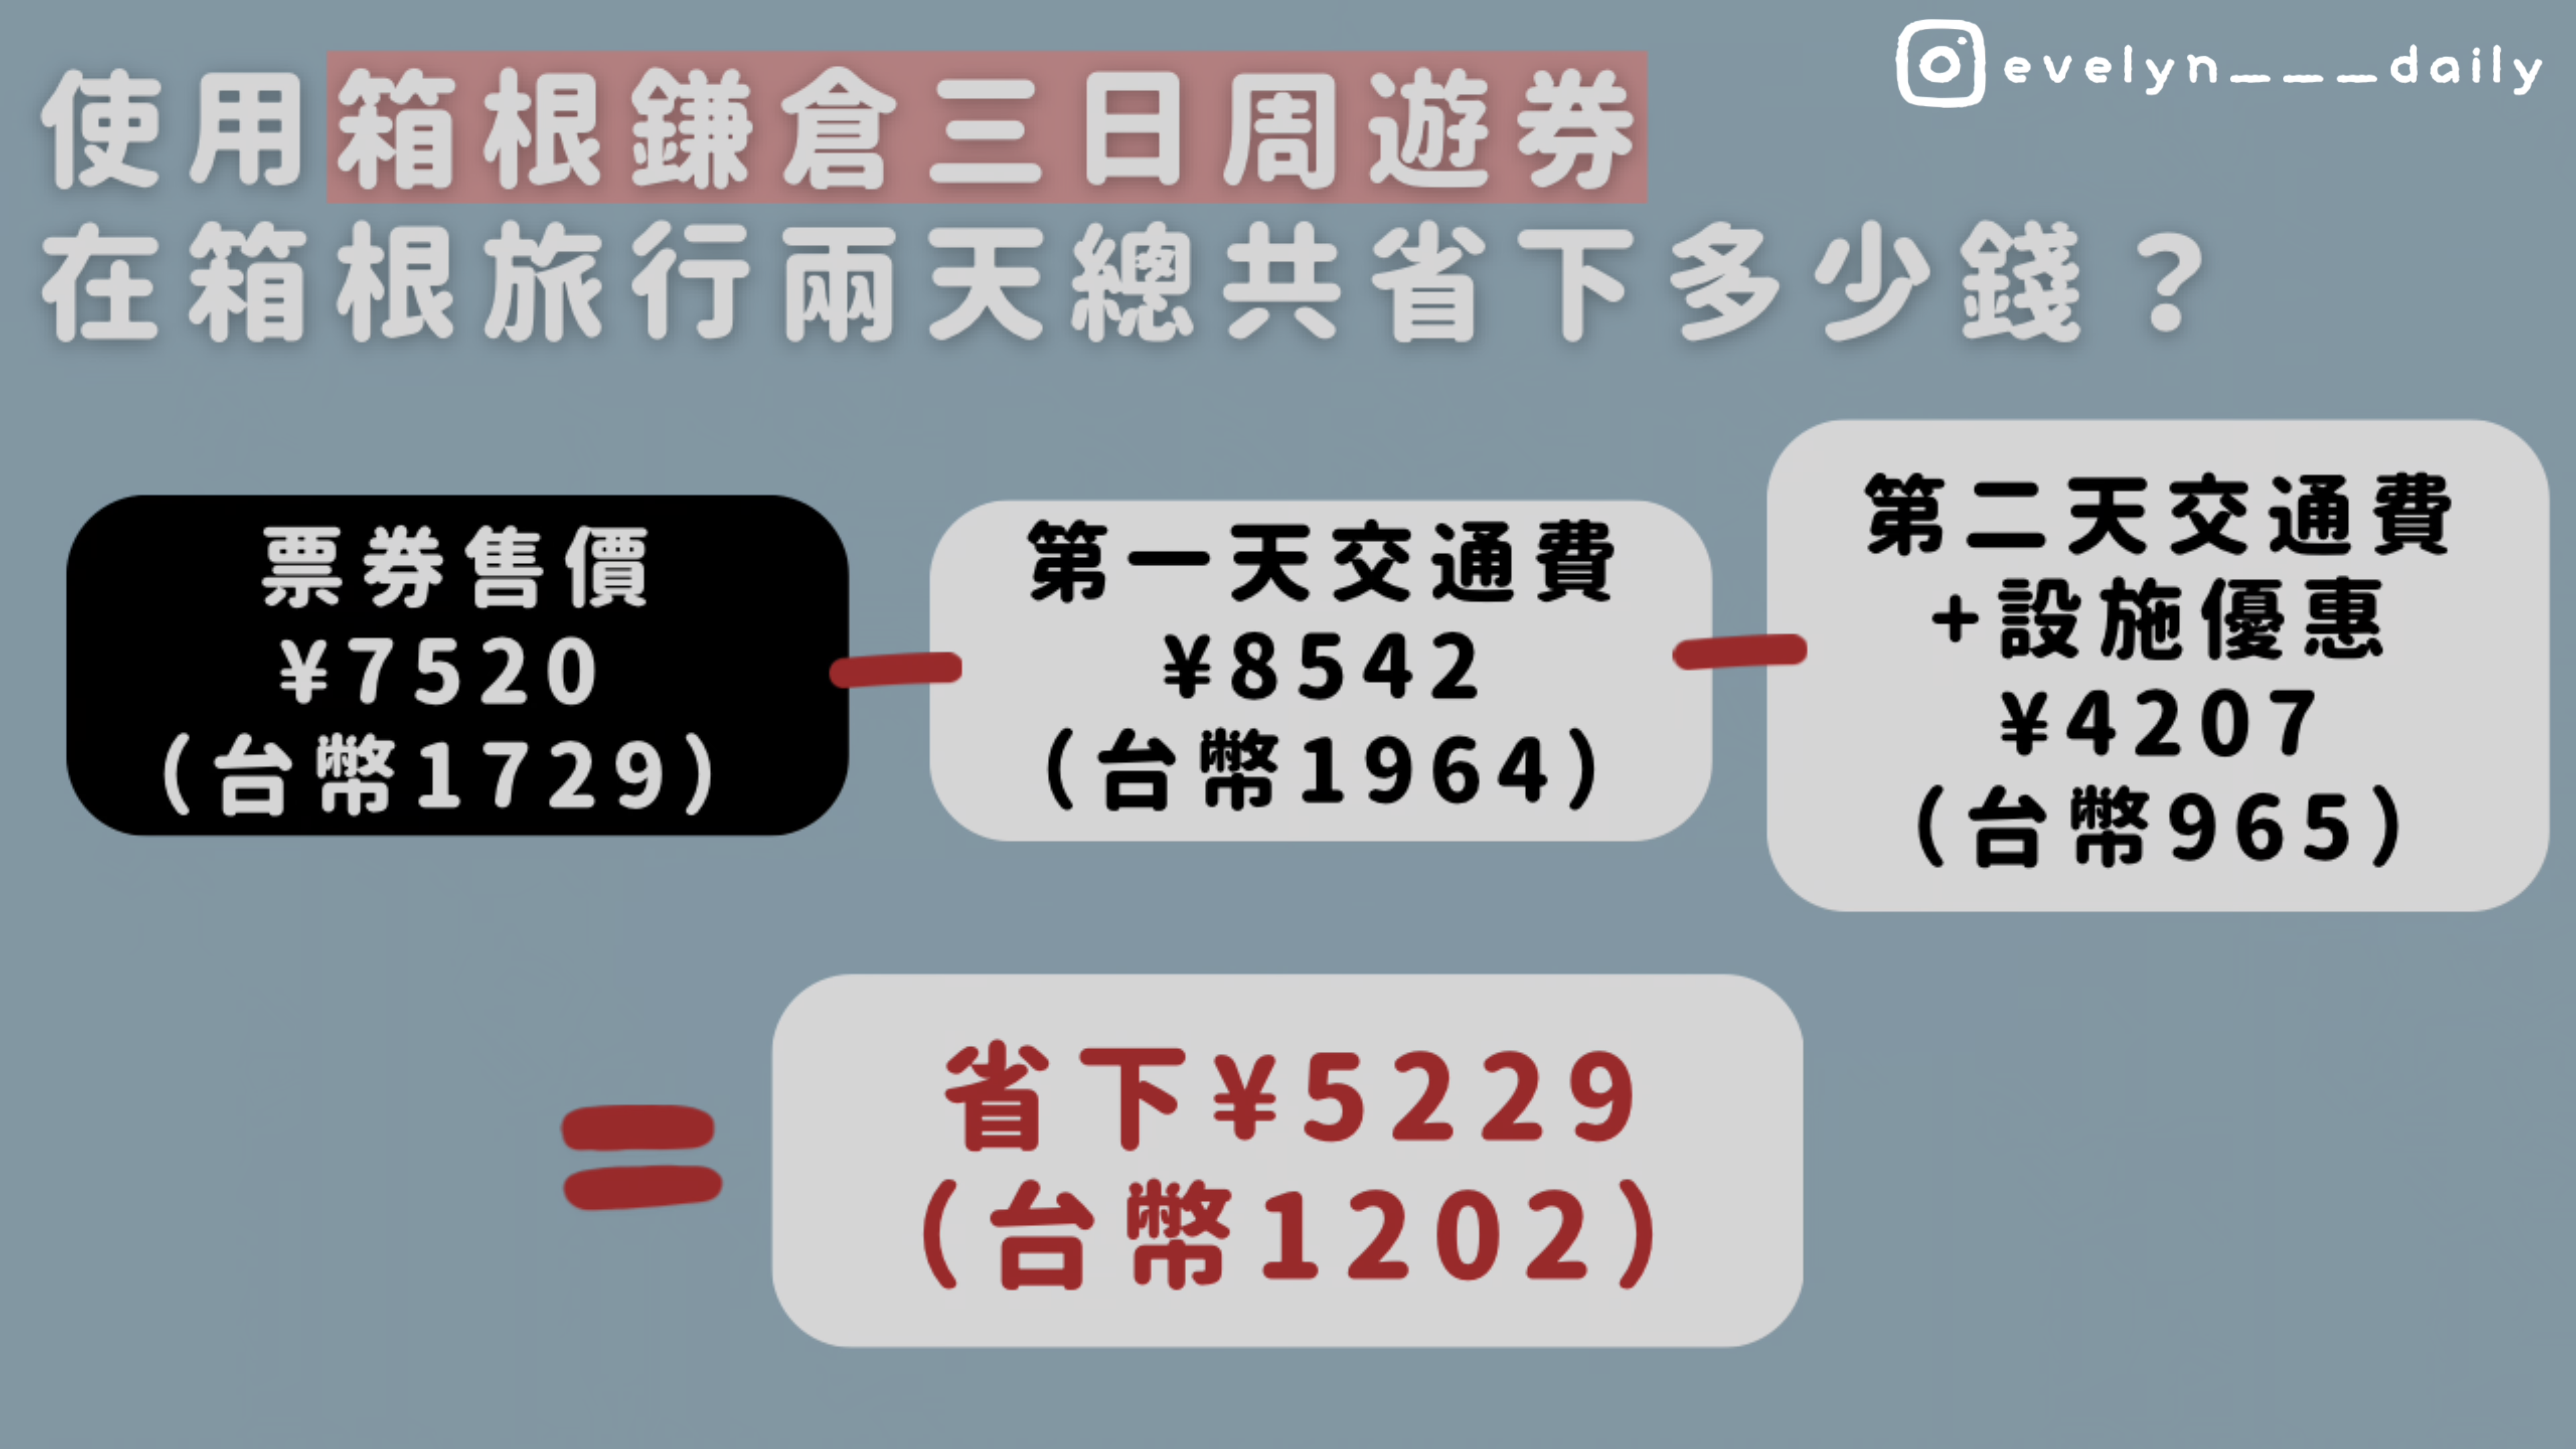 evelyn___daily
使用箱根鎌倉三日周遊券
在箱根旅行兩天總共省下多少錢？
票券售價
¥7520
(台幣1729)
第一天交通費
¥8542
(台幣1964)
第二天交通費
+設施優惠
¥4207
(台幣965)
省下¥5229
(台幣1202)